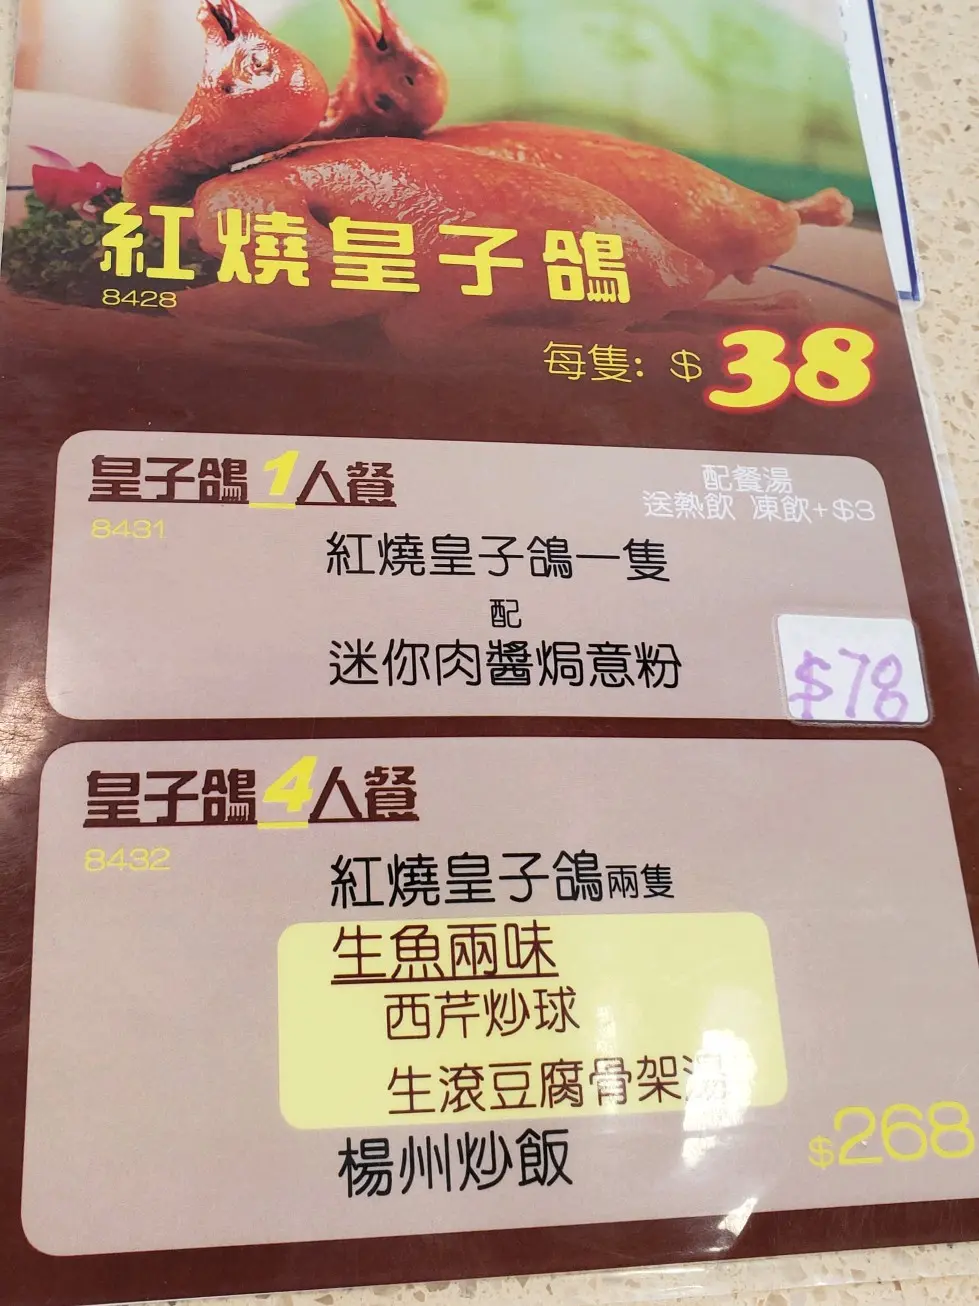 紅燒皇子鴿
8428
每隻: $38
皇子鴿1人餐
配餐湯
送熱飲 凍飲+$3
8431
紅燒皇子鴿一隻
配
迷你肉醬焗意粉
$78
皇子鴿4人餐
8432
紅燒皇子鴿兩隻
生魚兩味
西芹炒球
生滾豆腐骨架湯
楊州炒飯
$268